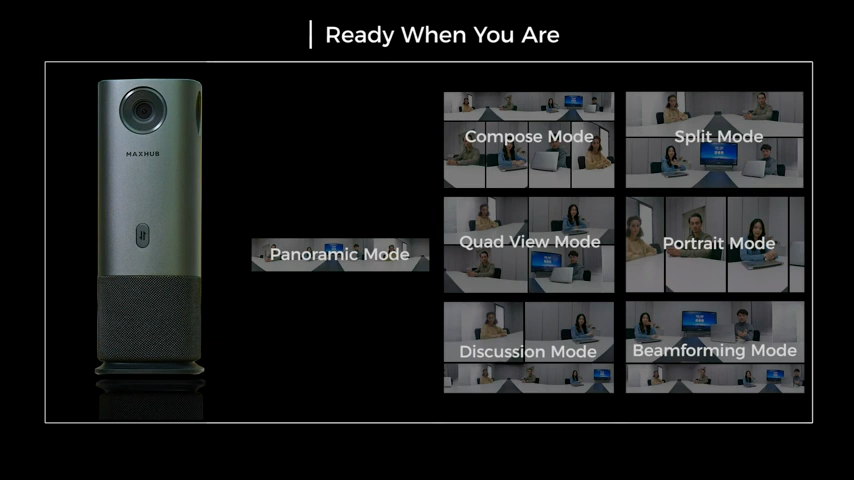 Ready When You Are
MAXHUB
Panoramic Mode
Compose Mode
Split Mode
Quad View Mode
Portrait Mode
Discussion Mode
Beamforming Mode